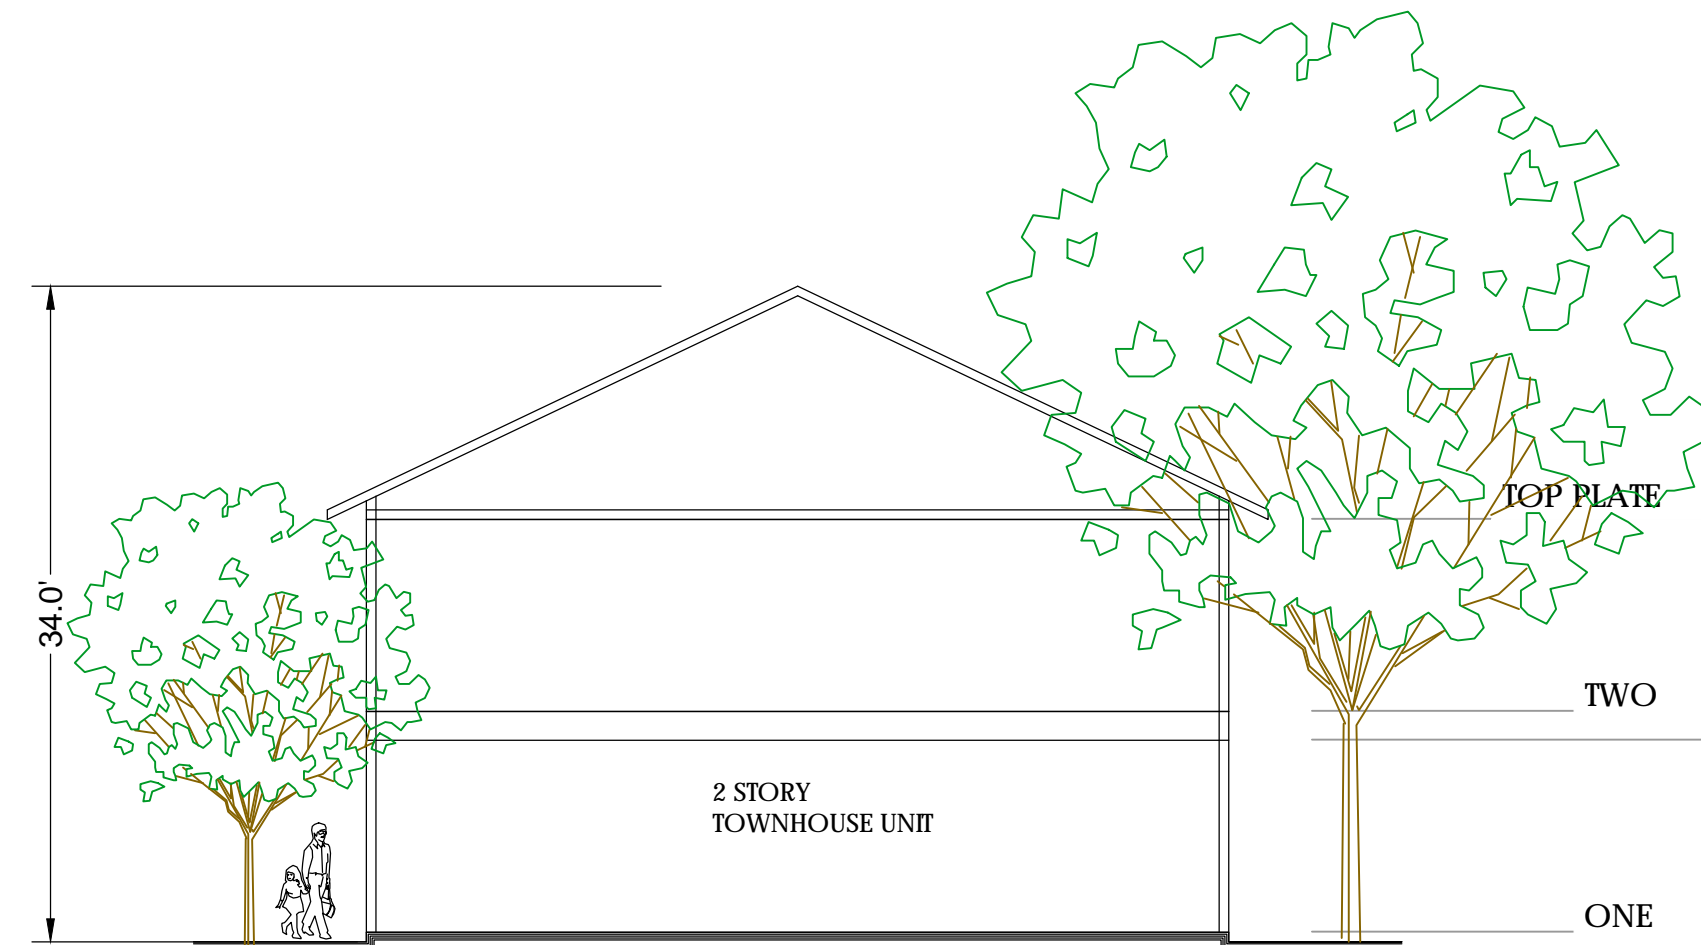 TOP PLATE
34.0'
TWO
2 STORY
TOWNHOUSE UNIT
ONE